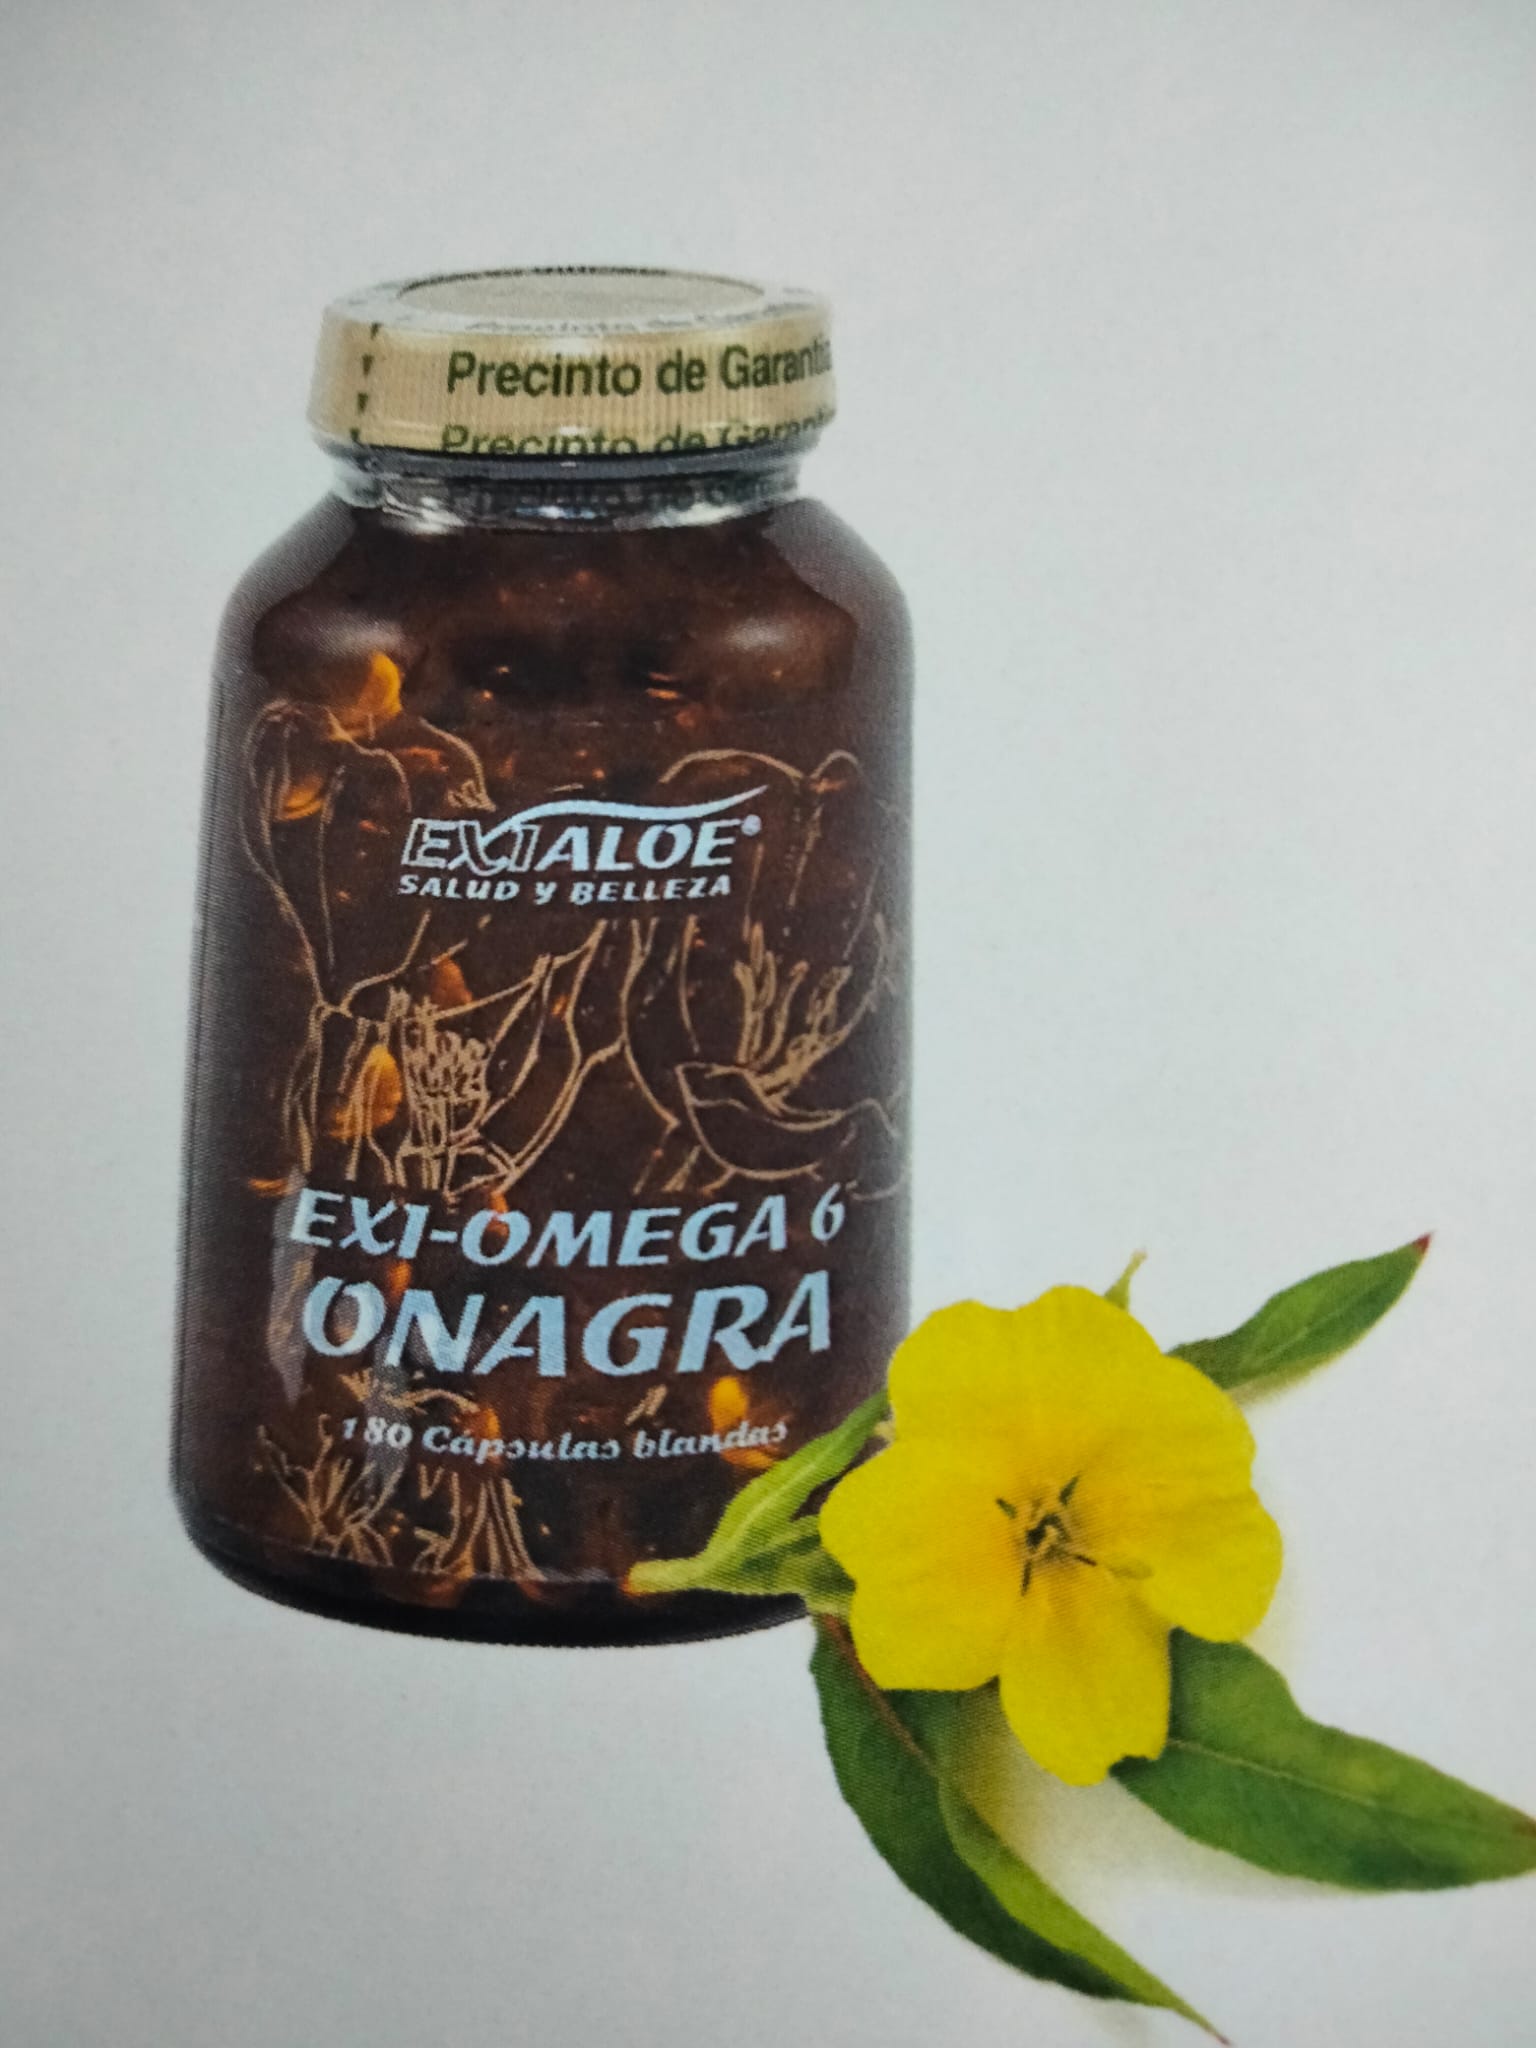 Precinto de Garantía
Precinto de Garantía
EXIALOE®
SALUD Y BELLEZA
EXI-OMEGA 6
ONAGRA
180 Cápsulas blandas